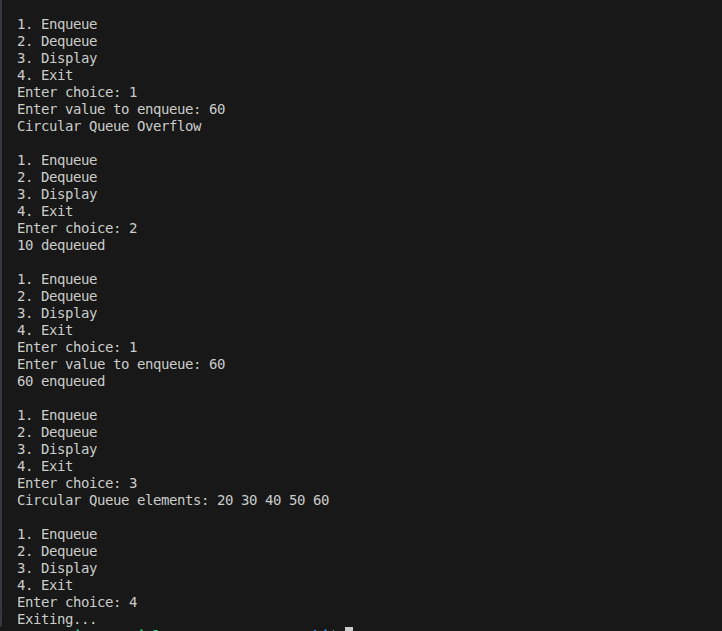 1. Enqueue
2. Dequeue
3. Display
4. Exit
Enter choice: 1
Enter value to enqueue: 60
Circular Queue Overflow
1. Enqueue
2. Dequeue
3. Display
4. Exit
Enter choice: 2
10 dequeued
1. Enqueue
2. Dequeue
3. Display
4. Exit
Enter choice: 1
Enter value to enqueue: 60
60 enqueued
1. Enqueue
2. Dequeue
3. Display
4. Exit
Enter choice: 3
Circular Queue elements: 20 30 40 50 60
1. Enqueue
2. Dequeue
3. Display
4. Exit
Enter choice: 4
Exiting...